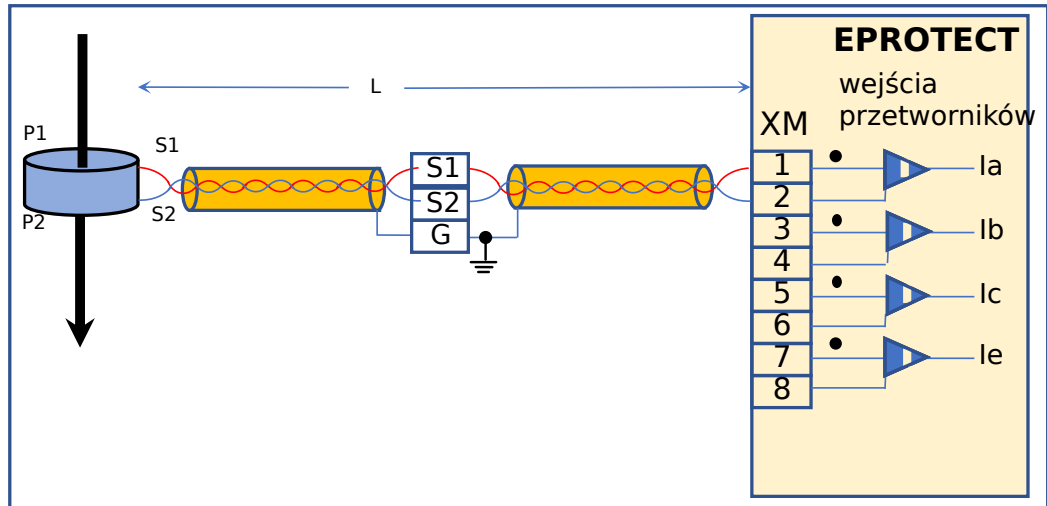 EPROTECT
wejścia
przetworników
L
XM
P1
S1
P2
S2
S1
S2
G
1
2
3
4
5
6
7
8
Ia
Ib
Ic
Ie